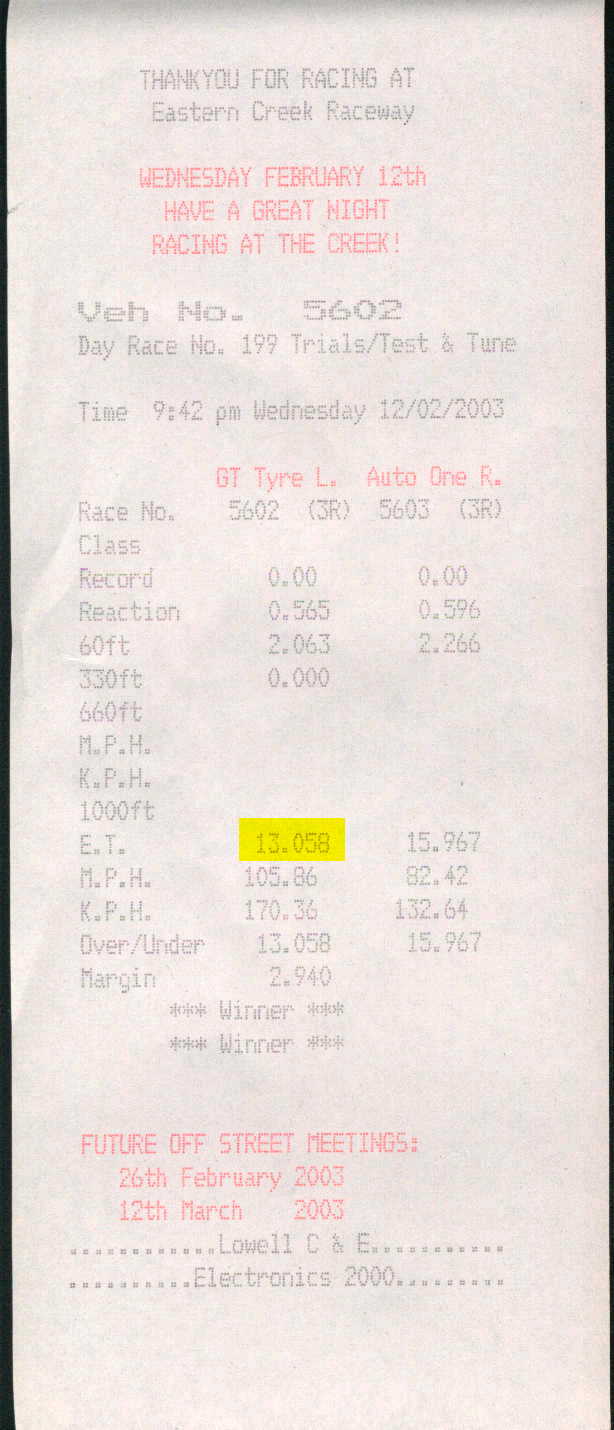 THANKYOU FOR RACING AT
Eastern Creek Raceway
WEDNESDAY FEBRUARY 12th
HAVE A GREAT NIGHT
RACING AT THE CREEK!
Veh No. 5602
Day Race No. 199 Trials/Test & Tune
Time 9:42 pm Wednesday 12/02/2003
GT Tyre L. Auto One R.
Race No. 5602 (3R) 5603 (3R)
Class
Record 0.00 0.00
Reaction 0.565 0.596
60ft 2.063 2.266
330ft 0.000
660ft
M.P.H.
K.P.H.
1000ft
E.T. 13.058 15.967
M.P.H. 105.86 82.42
K.P.H. 170.36 132.64
Over/Under 13.058 15.967
Margin 2.940
*** Winner ***
*** Winner ***
FUTURE OFF STREET MEETINGS:
26th February 2003
12th March 2003
............Lowell C & E...........
..........Electronics 2000.........